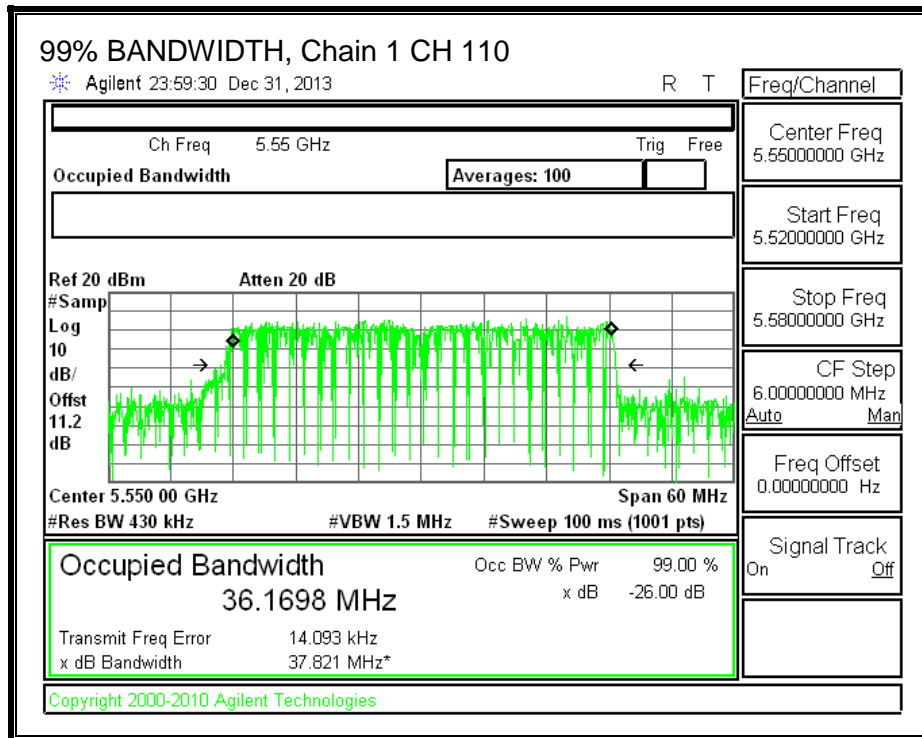 99% BANDWIDTH, Chain 1 CH 110
Agilent 23:59:30 Dec 31, 2013 R T
Ch Freq 5.55 GHz Trig Free
Occupied Bandwidth Averages: 100
Ref 20 dBm Atten 20 dB
#Samp
Log
10
dB/
Offst
11.2
dB
Center 5.550 00 GHz Span 60 MHz
#Res BW 430 kHz #VBW 1.5 MHz #Sweep 100 ms (1001 pts)
Occupied Bandwidth Occ BW % Pwr 99.00 %
36.1698 MHz x dB -26.00 dB
Transmit Freq Error 14.093 kHz
x dB Bandwidth 37.821 MHz*
Copyright 2000-2010 Agilent Technologies
Freq/Channel
Center Freq
5.55000000 GHz
Start Freq
5.52000000 GHz
Stop Freq
5.58000000 GHz
CF Step
6.00000000 MHz
Auto Man
Freq Offset
0.00000000 Hz
Signal Track
On Off